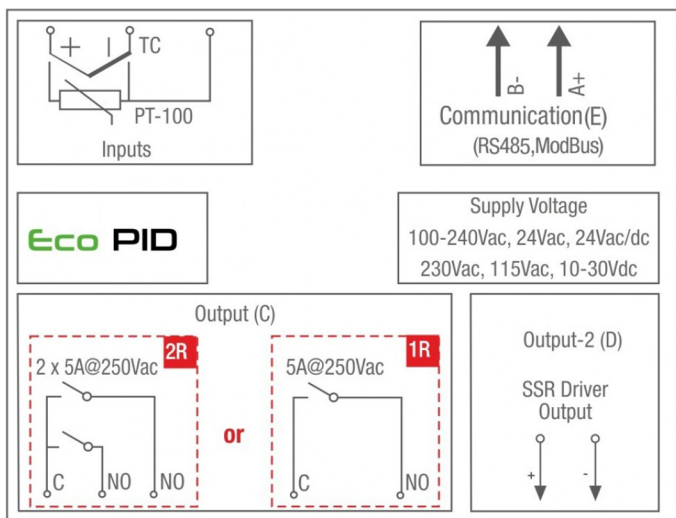 + − TC
PT-100
Inputs
B-
A+
Communication(E)
(RS485,ModBus)
Eco PID
Supply Voltage
100-240Vac, 24Vac, 24Vac/dc
230Vac, 115Vac, 10-30Vdc
Output (C)
2R
2 x 5A@250Vac
C NO NO
or
1R
5A@250Vac
C NO
Output-2 (D)
SSR Driver
Output
+ -